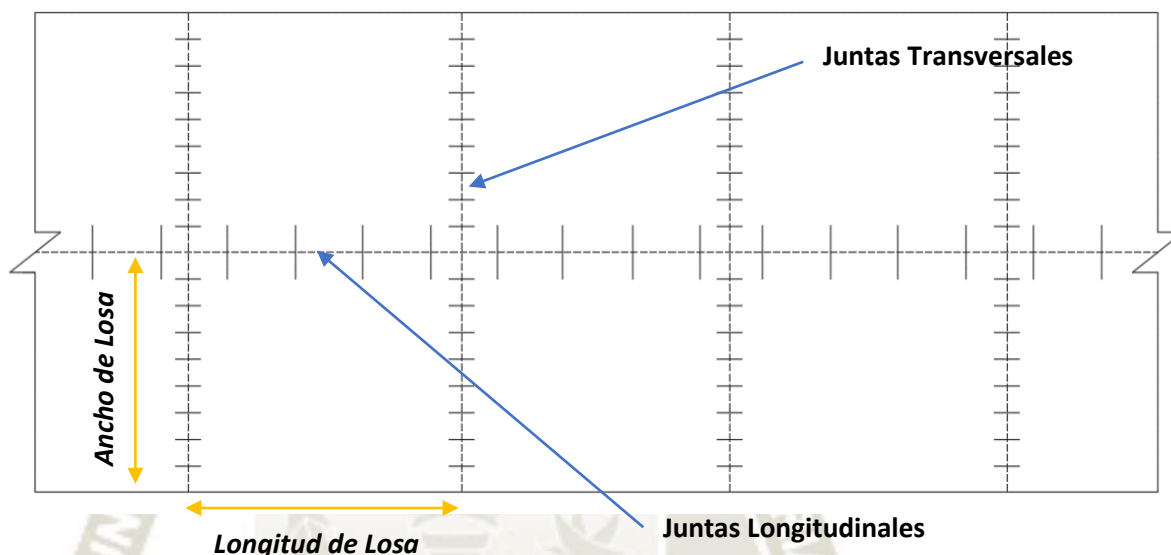 Juntas Transversales
Ancho de Losa
Juntas Longitudinales
Longitud de Losa